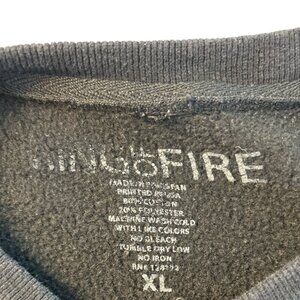 FIRE
MADE IN PAKISTAN
PRINTED IN USA
80% COTTON
20% POLYESTER
MACHINE WASH COLD
WITH LIKE COLORS
NO BLEACH
TUMBLE DRY LOW
NO IRON
RN#
XL